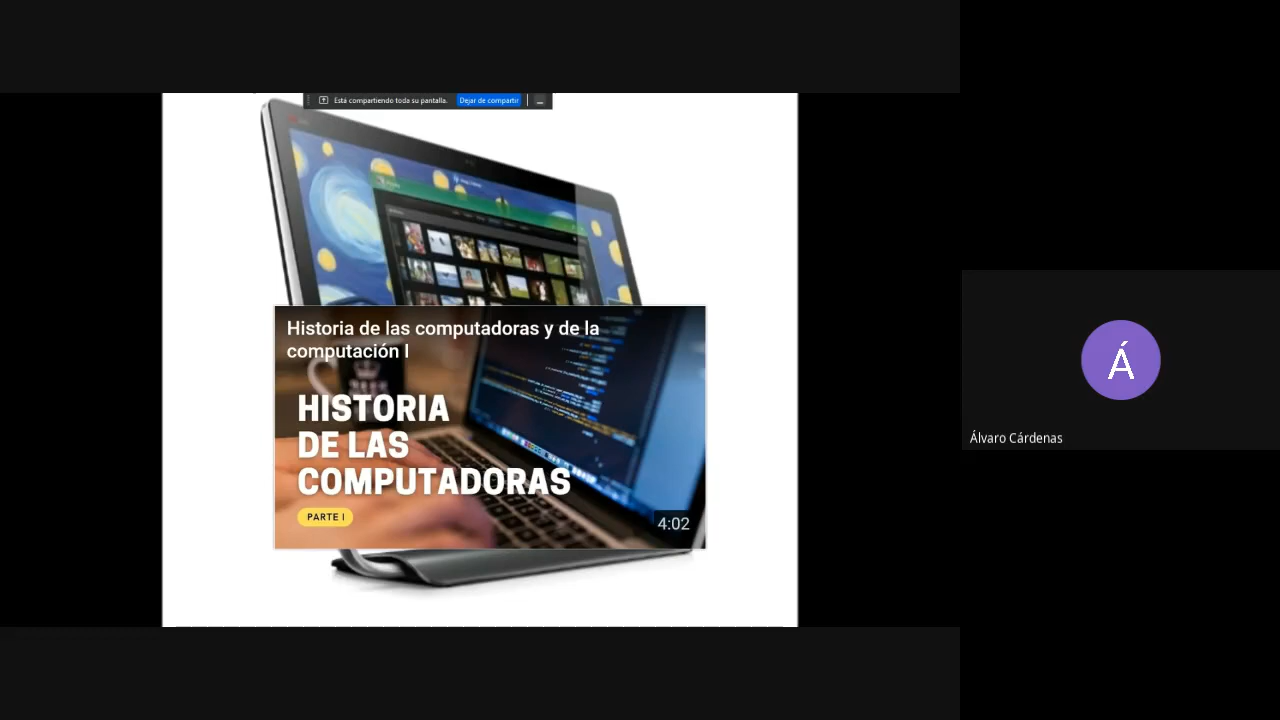 Está compartiendo toda su pantalla. Dejar de compartir
Historia de las computadoras y de la
computación I
HISTORIA
DE LAS
COMPUTADORAS
PARTE I
4:02
Á
Álvaro Cárdenas